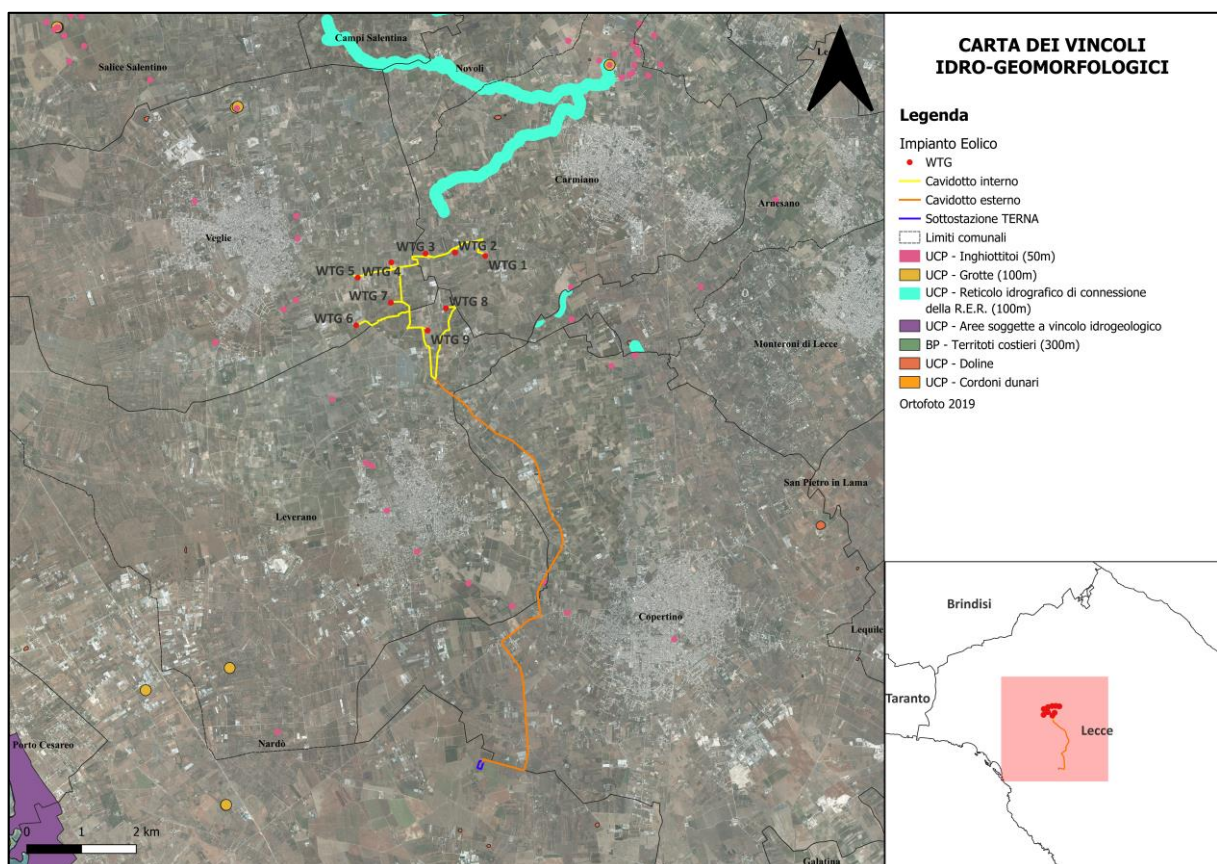 CARTA DEI VINCOLI
IDRO-GEOMORFOLOGICI
Legenda
Impianto Eolico
WTG
Cavidotto interno
Cavidotto esterno
Sottostazione TERNA
Limiti comunali
UCP - Inghiottitoi (50m)
UCP - Grotte (100m)
UCP - Reticolo idrografico di connessione
della R.E.R. (100m)
UCP - Aree soggette a vincolo idrogeologico
BP - Territoti costieri (300m)
UCP - Doline
UCP - Cordoni dunari
Ortofoto 2019
Campi Salentina
Salice Salentino
Novoli
Le
Carmiano
Arnesano
Veglie
WTG 3
WTG 2
WTG 1
WTG 5
WTG 4
WTG 7
WTG 8
WTG 6
WTG 9
Monteroni di Lecce
San Pietro in Lama
Leverano
Copertino
Lequile
Porto Cesareo
Nardò
Galatina
0 1 2 km
Brindisi
Taranto
Lecce